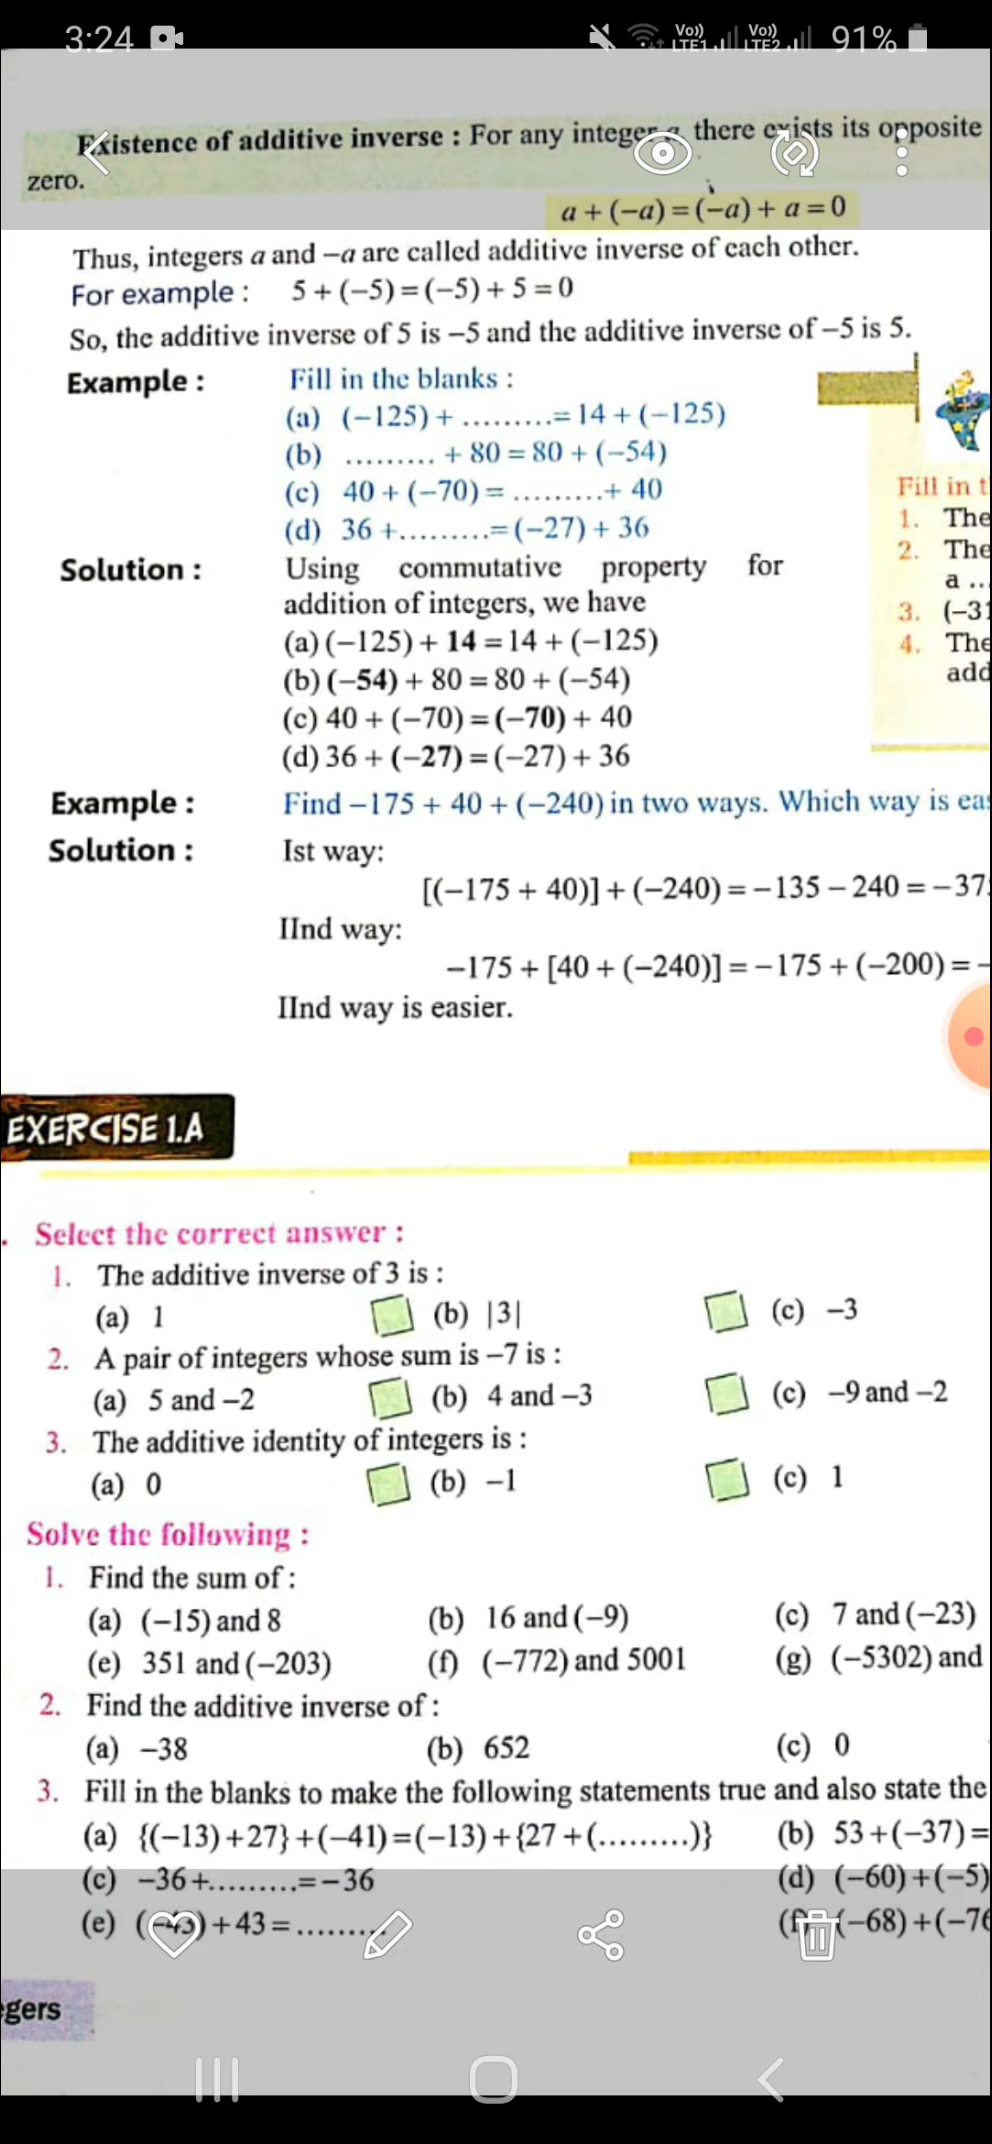 3:24 Vo)) LTE1 Vo)) LTE2 91%
Existence of additive inverse : For any integer a, there exists its opposite
zero.
a + (−a) = (−a) + a = 0
Thus, integers a and −a are called additive inverse of each other.
For example : 5 + (−5) = (−5) + 5 = 0
So, the additive inverse of 5 is −5 and the additive inverse of −5 is 5.
Example : Fill in the blanks :
(a) (−125) + .........= 14 + (−125)
(b) ......... + 80 = 80 + (−54)
(c) 40 + (−70) = .........+ 40
(d) 36 +.........= (−27) + 36
Solution : Using commutative property for
addition of integers, we have
(a) (−125) + 14 = 14 + (−125)
(b) (−54) + 80 = 80 + (−54)
(c) 40 + (−70) = (−70) + 40
(d) 36 + (−27) = (−27) + 36
Fill in t
1. The
2. The
a ..
3. (−31
4. The
add
Example : Find −175 + 40 + (−240) in two ways. Which way is eas
Solution : Ist way:
[(−175 + 40)] + (−240) = −135 − 240 = −37
IInd way:
−175 + [40 + (−240)] = −175 + (−200) = −
IInd way is easier.
EXERCISE 1.A
. Select the correct answer :
1. The additive inverse of 3 is :
(a) 1 (b) |3| (c) −3
2. A pair of integers whose sum is −7 is :
(a) 5 and −2 (b) 4 and −3 (c) −9 and −2
3. The additive identity of integers is :
(a) 0 (b) −1 (c) 1
Solve the following :
1. Find the sum of :
(a) (−15) and 8 (b) 16 and (−9) (c) 7 and (−23)
(e) 351 and (−203) (f) (−772) and 5001 (g) (−5302) and
2. Find the additive inverse of :
(a) −38 (b) 652 (c) 0
3. Fill in the blanks to make the following statements true and also state the
(a) {(−13)+27}+(−41)=(−13)+{27+(.........)} (b) 53+(−37)=
(c) −36+.........=−36 (d) (−60)+(−5)
(e) (−43)+43=......... (f) (−68)+(−76
egers